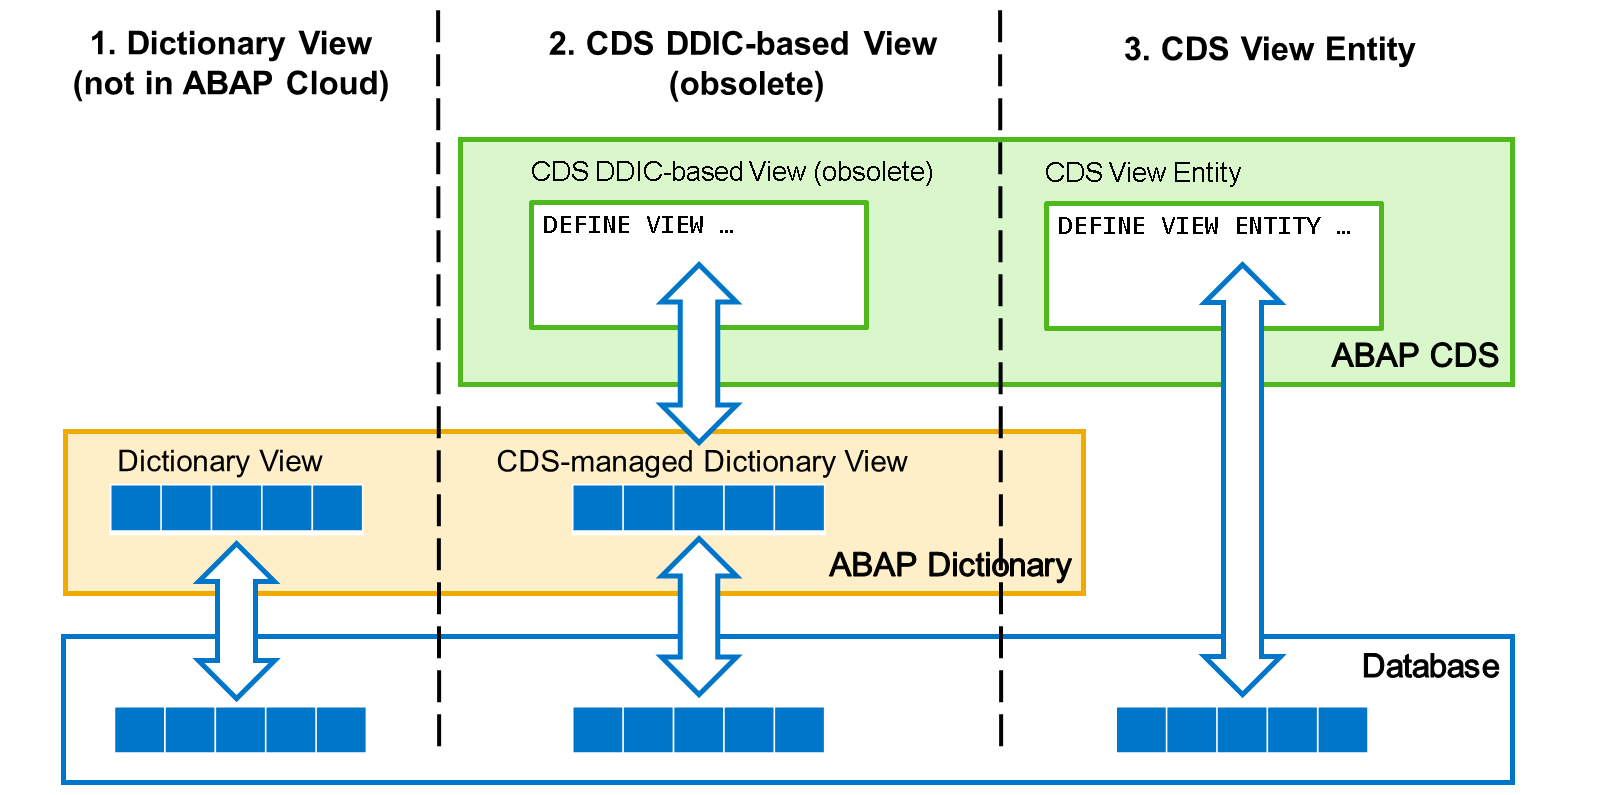 1. Dictionary View
(not in ABAP Cloud)
2. CDS DDIC-based View
(obsolete)
3. CDS View Entity
CDS DDIC-based View (obsolete)
DEFINE VIEW …
CDS View Entity
DEFINE VIEW ENTITY …
ABAP CDS
Dictionary View
CDS-managed Dictionary View
ABAP Dictionary
Database